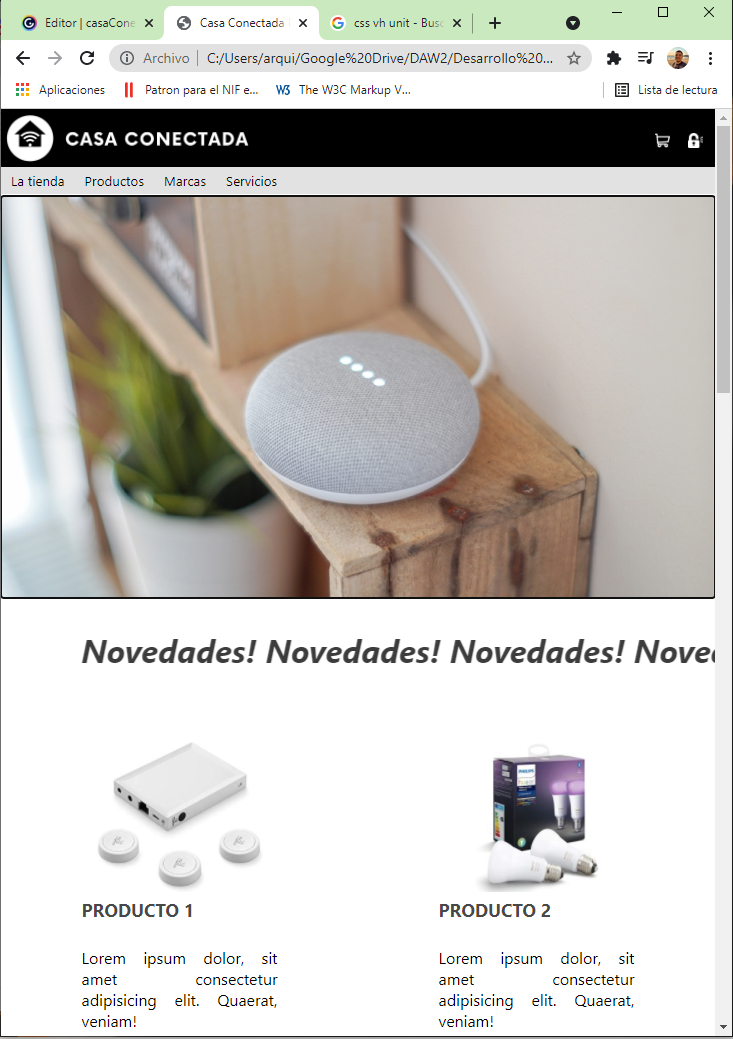 Editor | casaCone
Casa Conectada
css vh unit - Busc
Archivo | C:/Users/arqui/Google%20Drive/DAW2/Desarrollo%20...
Aplicaciones
Patron para el NIF e...
W3 The W3C Markup V...
Lista de lectura
CASA CONECTADA
La tienda Productos Marcas Servicios
Novedades! Novedades! Novedades! Noved
PHILIPS
PRODUCTO 1
PRODUCTO 2
Lorem ipsum dolor, sit
amet consectetur
adipisicing elit. Quaerat,
veniam!
Lorem ipsum dolor, sit
amet consectetur
adipisicing elit. Quaerat,
veniam!